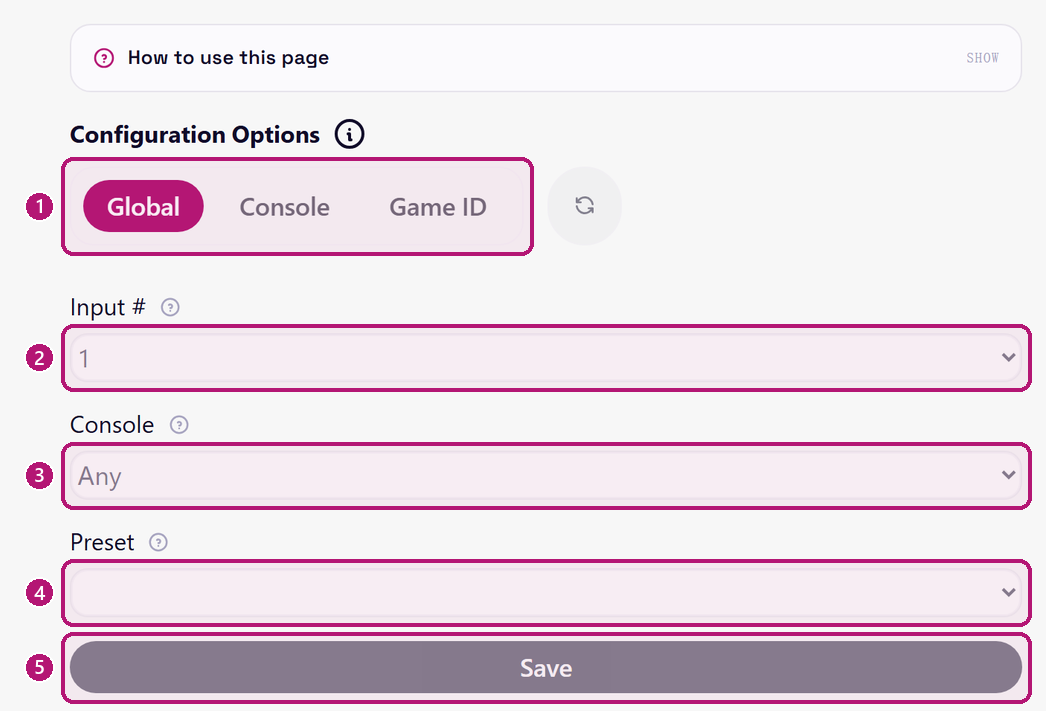 How to use this page SHOW
Configuration Options
1 Global Console Game ID
Input #
2 1
Console
3 Any
Preset
4
5 Save